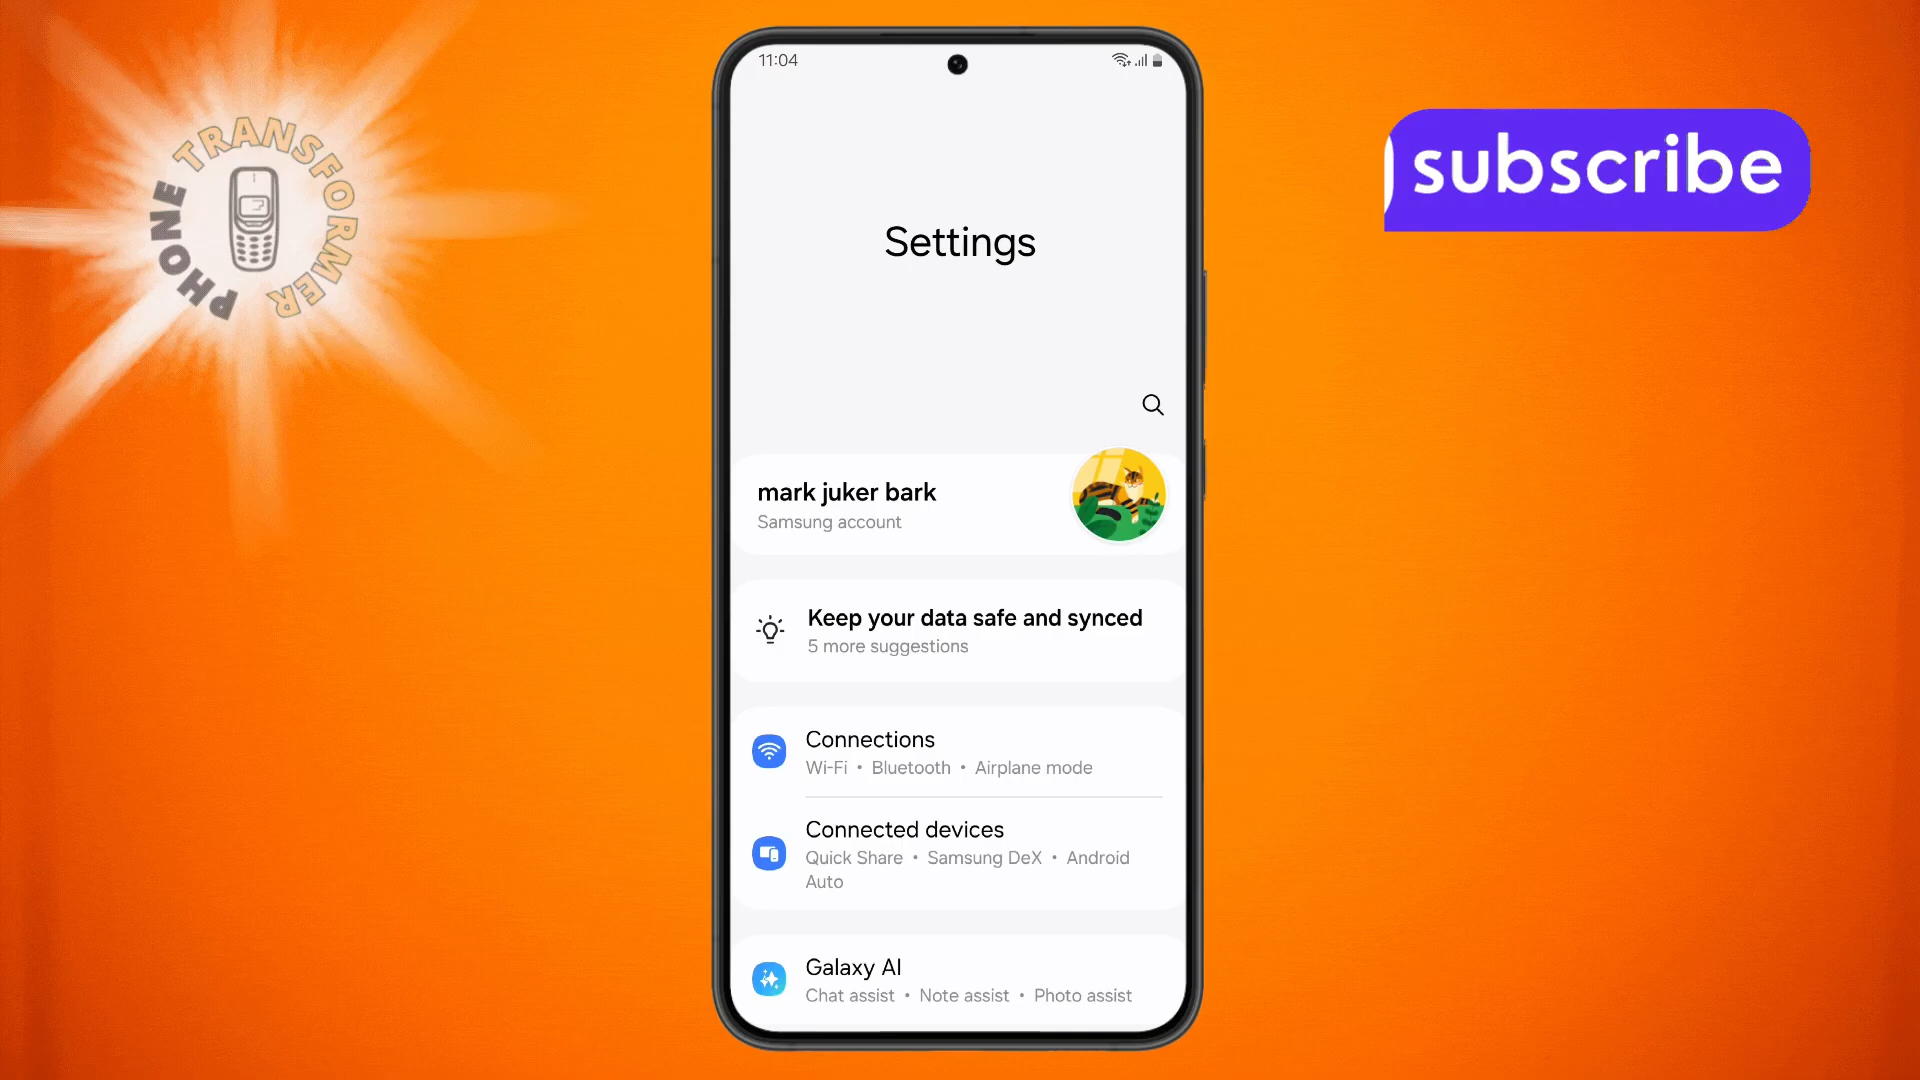 PHONE TRANSFORMER
subscribe
11:04
Settings
mark juker bark
Samsung account
Keep your data safe and synced
5 more suggestions
Connections
Wi-Fi • Bluetooth • Airplane mode
Connected devices
Quick Share • Samsung DeX • Android
Auto
Galaxy AI
Chat assist • Note assist • Photo assist